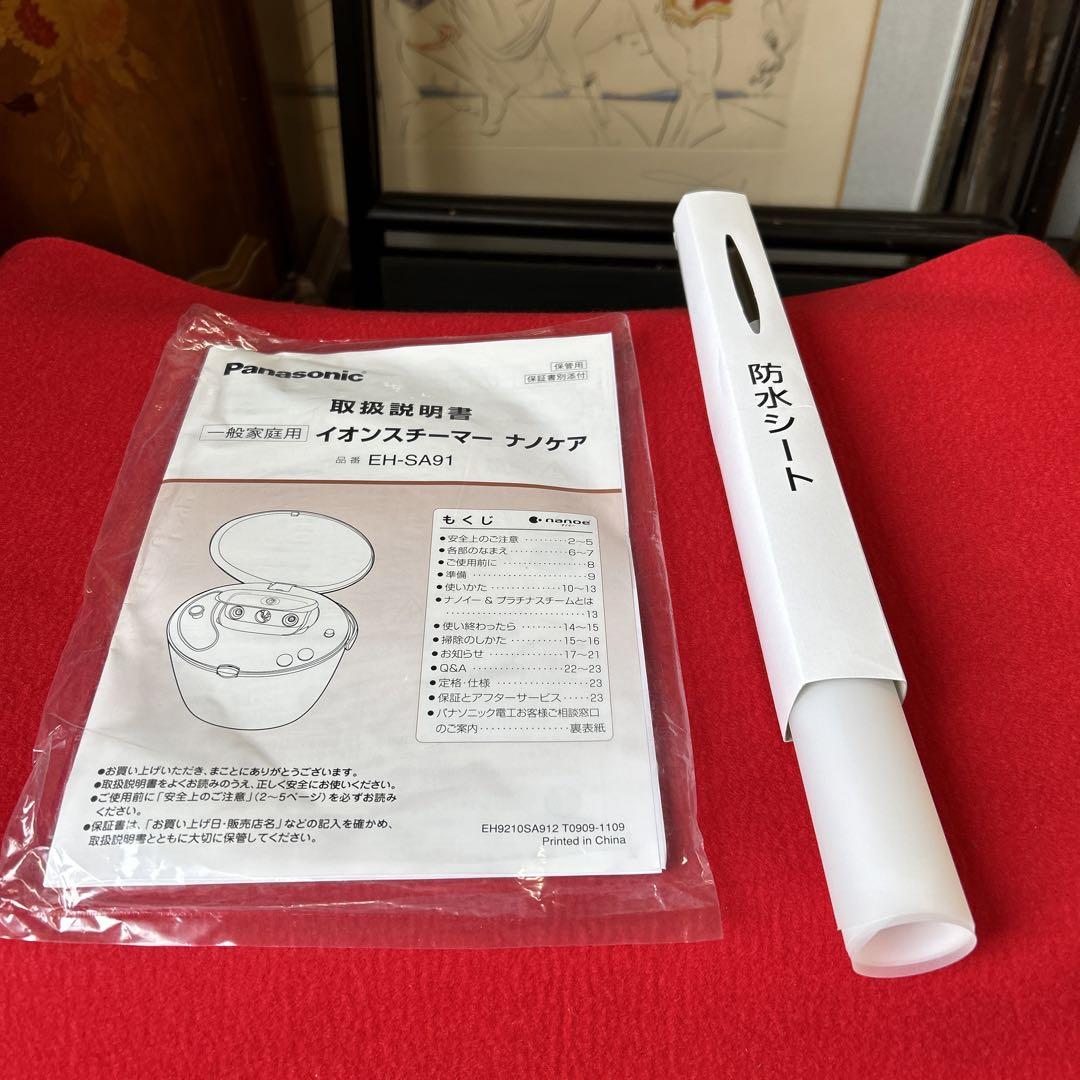 Panasonic
保管用
保証書別添付
取扱説明書
一般家庭用 イオンスチーマー ナノケア
品番 EH-SA91
もくじ nanoe
●安全上のご注意 ………2〜5
●各部のなまえ…………6〜7
●ご使用前に ……………8
●準備 ……………………9
●使いかた ……………10〜13
●ナノイー & プラチナスチームとは
……………………13
●使い終わったら ………14〜15
●掃除のしかた …………15〜16
●お知らせ ………………17〜21
●Q&A ……………………22〜23
●定格・仕様 ………………23
●保証とアフターサービス……23
●パナソニック電工お客様ご相談窓口
のご案内………………裏表紙
●お買い上げいただき、まことにありがとうございます。
●取扱説明書をよくお読みのうえ、正しく安全にお使いください。
●ご使用前に「安全上のご注意」(2〜5ページ)を必ずお読み
ください。
●保証書は、「お買い上げ日・販売店名」などの記入を確かめ、
取扱説明書とともに大切に保管してください。
EH9210SA912 T0909-1109
Printed in China
防水シート